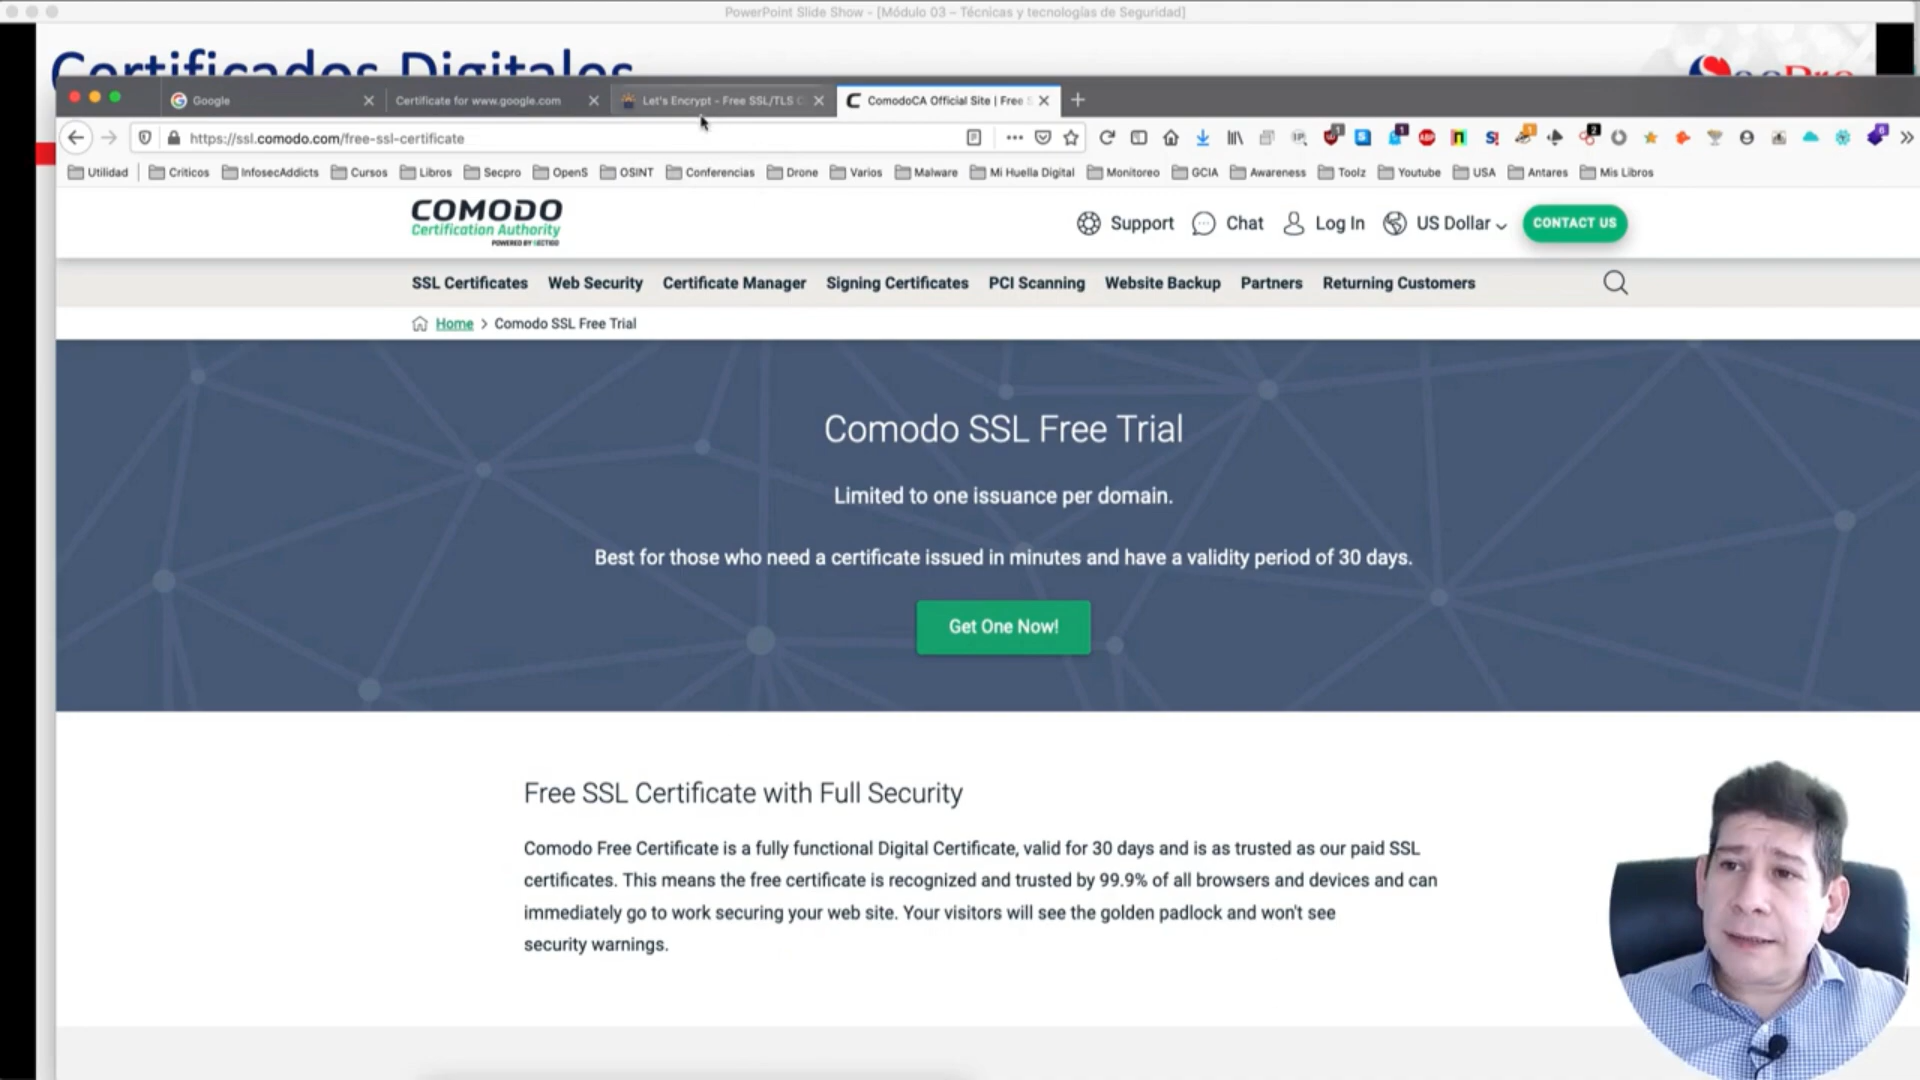 PowerPoint Slide Show - [Módulo 03 – Técnicas y tecnologías de Seguridad]
Certificados Digitales
Google
Certificate for www.google.com
Let's Encrypt - Free SSL/TLS C
ComodoCA Official Site | Free S
https://ssl.comodo.com/free-ssl-certificate
Utilidad
Críticos
InfosecAddicts
Cursos
Libros
Secpro
OpenS
OSINT
Conferencias
Drone
Varios
Malware
Mi Huella Digital
Monitoreo
GCIA
Awareness
Toolz
Youtube
USA
Antares
Mis Libros
COMODO
Certification Authority
POWERED BY SECTIGO
Support
Chat
Log In
US Dollar
CONTACT US
SSL Certificates
Web Security
Certificate Manager
Signing Certificates
PCI Scanning
Website Backup
Partners
Returning Customers
Home > Comodo SSL Free Trial
Comodo SSL Free Trial
Limited to one issuance per domain.
Best for those who need a certificate issued in minutes and have a validity period of 30 days.
Get One Now!
Free SSL Certificate with Full Security
Comodo Free Certificate is a fully functional Digital Certificate, valid for 30 days and is as trusted as our paid SSL
certificates. This means the free certificate is recognized and trusted by 99.9% of all browsers and devices and can
immediately go to work securing your web site. Your visitors will see the golden padlock and won't see
security warnings.